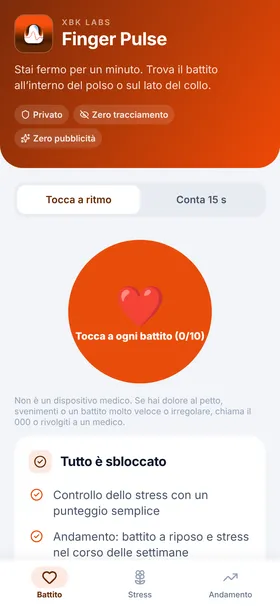 XBK LABS
Finger Pulse
Stai fermo per un minuto. Trova il battito
all'interno del polso o sul lato del collo.
Privato
Zero tracciamento
Zero pubblicità
Tocca a ritmo
Conta 15 s
Tocca a ogni battito (0/10)
Non è un dispositivo medico. Se hai dolore al petto,
svenimenti o un battito molto veloce o irregolare, chiama il
000 o rivolgiti a un medico.
Tutto è sbloccato
Controllo dello stress con un
punteggio semplice
Andamento: battito a riposo e stress
nel corso delle settimane
Battito
Stress
Andamento